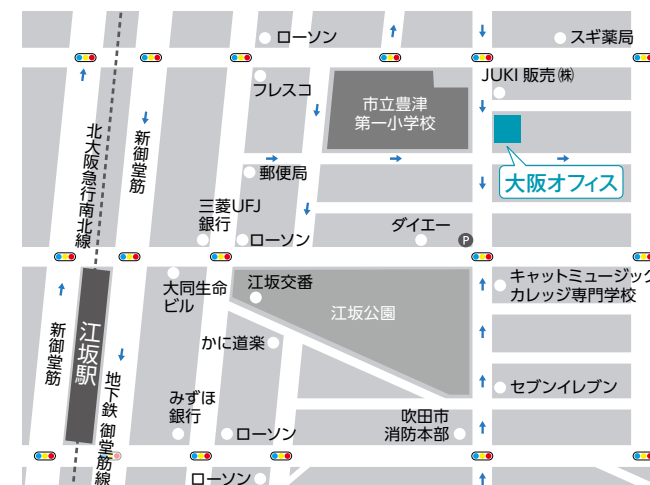 ローソン
スギ薬局
JUKI 販売㈱
フレスコ
市立豊津
第一小学校
北大阪急行南北線
新御堂筋
大阪オフィス
郵便局
三菱UFJ
銀行
ローソン
ダイエー
P
大同生命
ビル
江坂交番
江坂公園
キャットミュージック
カレッジ専門学校
新御堂筋
江坂駅
かに道楽
地下鉄 御堂筋線
みずほ
銀行
セブンイレブン
ローソン
吹田市
消防本部
ローソン